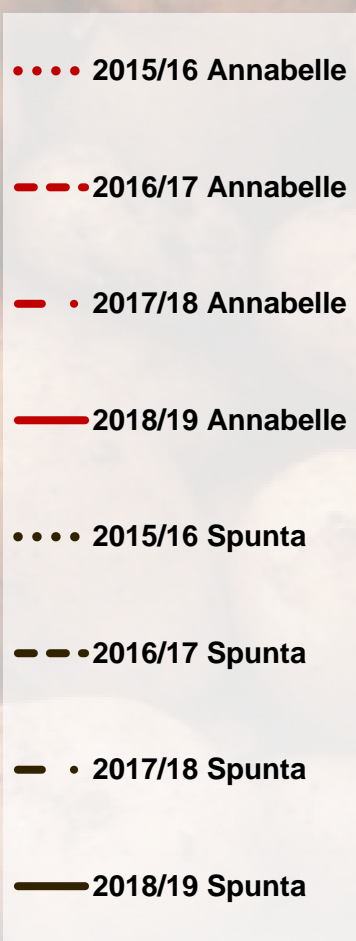 2015/16 Annabelle
2016/17 Annabelle
2017/18 Annabelle
2018/19 Annabelle
2015/16 Spunta
2016/17 Spunta
2017/18 Spunta
2018/19 Spunta